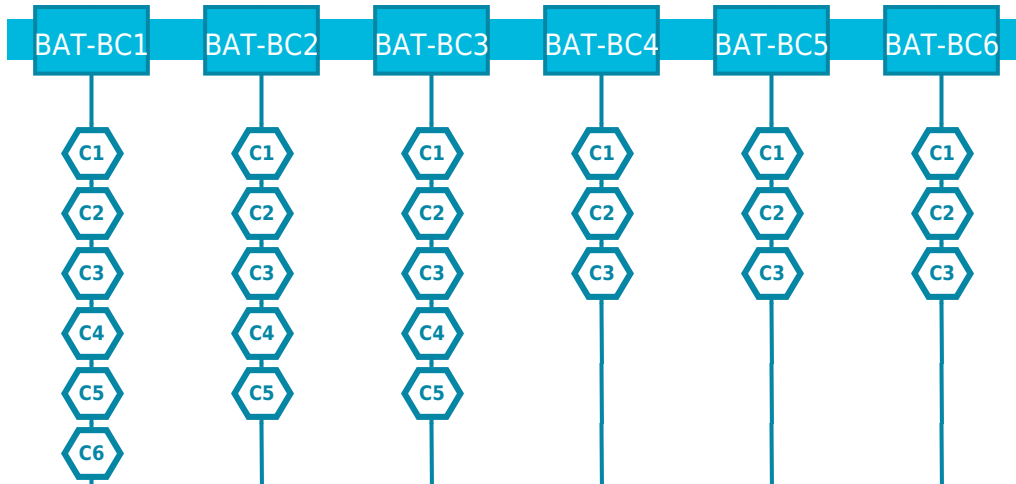 BAT-BC1 BAT-BC2 BAT-BC3 BAT-BC4 BAT-BC5 BAT-BC6
C1 C1 C1 C1 C1 C1
C2 C2 C2 C2 C2 C2
C3 C3 C3 C3 C3 C3
C4 C4 C4
C5 C5 C5
C6